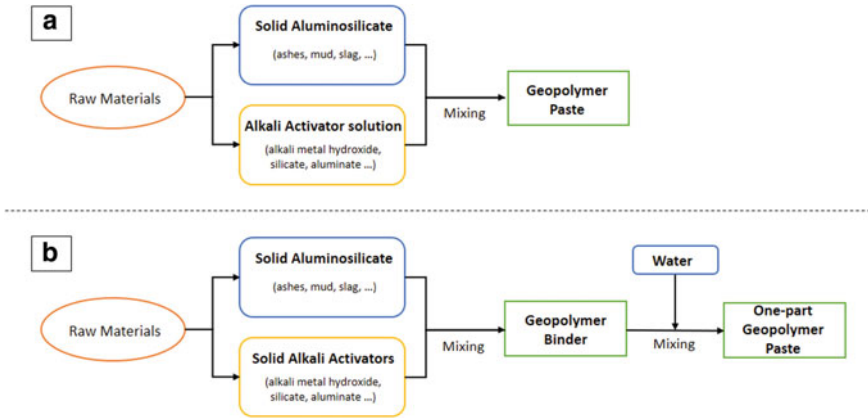 a
Raw Materials
Solid Aluminosilicate
(ashes, mud, slag, ...)
Alkali Activator solution
(alkali metal hydroxide,
silicate, aluminate ...)
Mixing
Geopolymer
Paste
b
Raw Materials
Solid Aluminosilicate
(ashes, mud, slag, ...)
Solid Alkali Activators
(alkali metal hydroxide,
silicate, aluminate ...)
Mixing
Geopolymer
Binder
Water
Mixing
One-part
Geopolymer
Paste